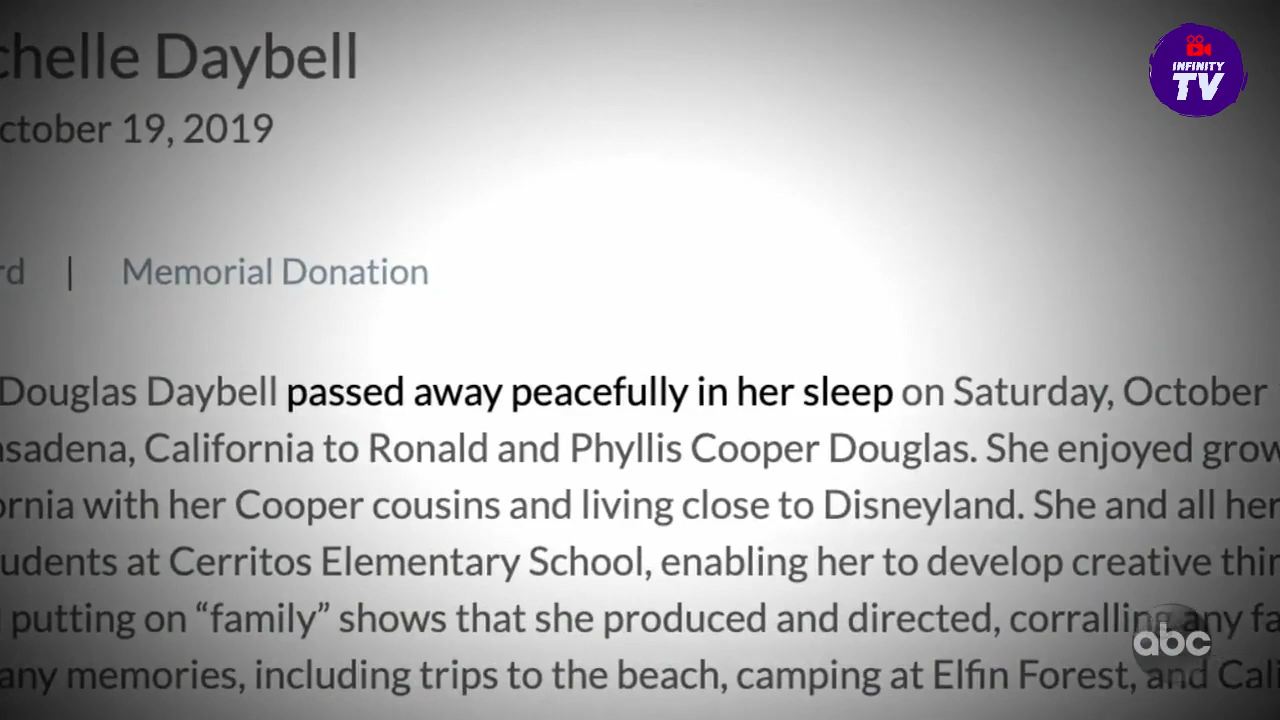 chelle Daybell
ctober 19, 2019
INFINITY
TV
rd | Memorial Donation
Douglas Daybell passed away peacefully in her sleep on Saturday, October
sadena, California to Ronald and Phyllis Cooper Douglas. She enjoyed grow
ornia with her Cooper cousins and living close to Disneyland. She and all her
udents at Cerritos Elementary School, enabling her to develop creative thin
putting on “family” shows that she produced and directed, corralling any fa
any memories, including trips to the beach, camping at Elfin Forest, and Cali
abc